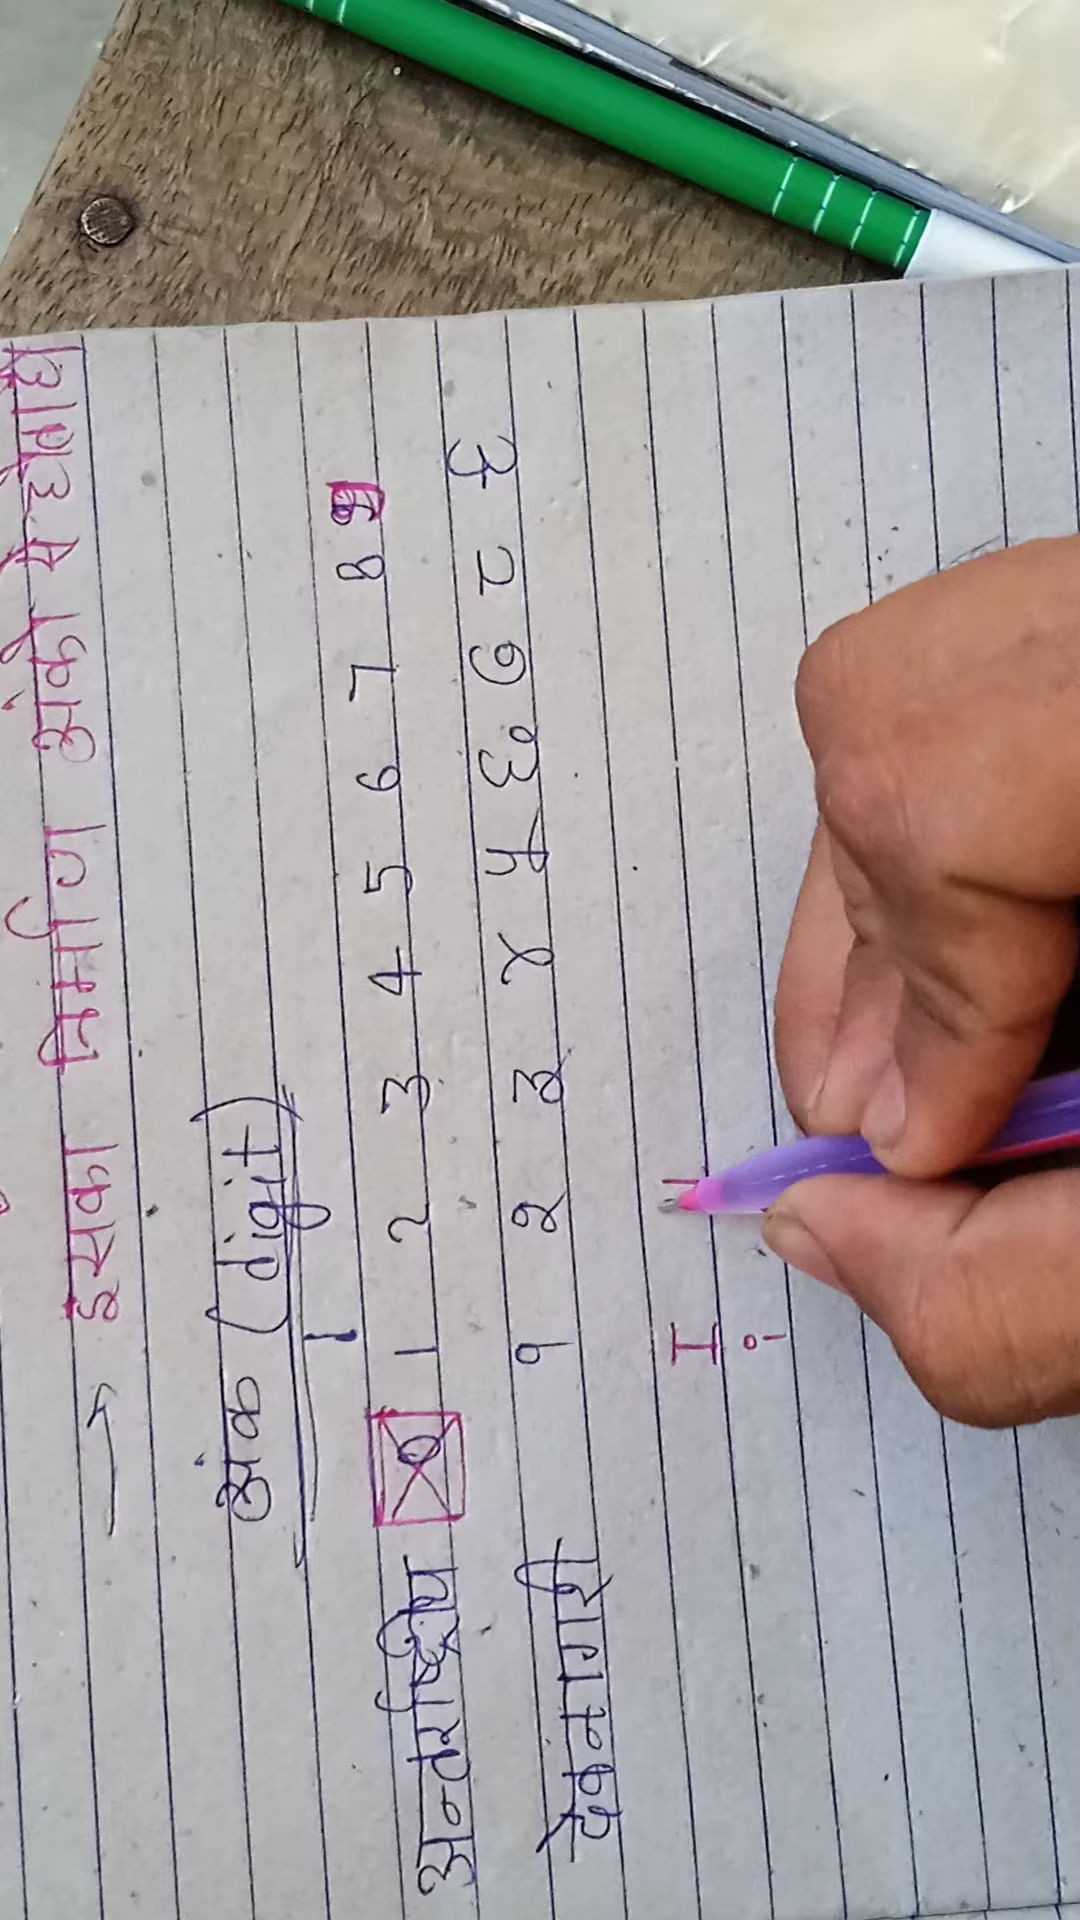 → इसका निर्माण अंको से होता
अंक (digit)
अन्तर्राष्ट्रीय 0 1 2 3 4 5 6 7 8 9
देवनागरी १ २ ३ ४ ५ ६ ७ ८ ९
I
i